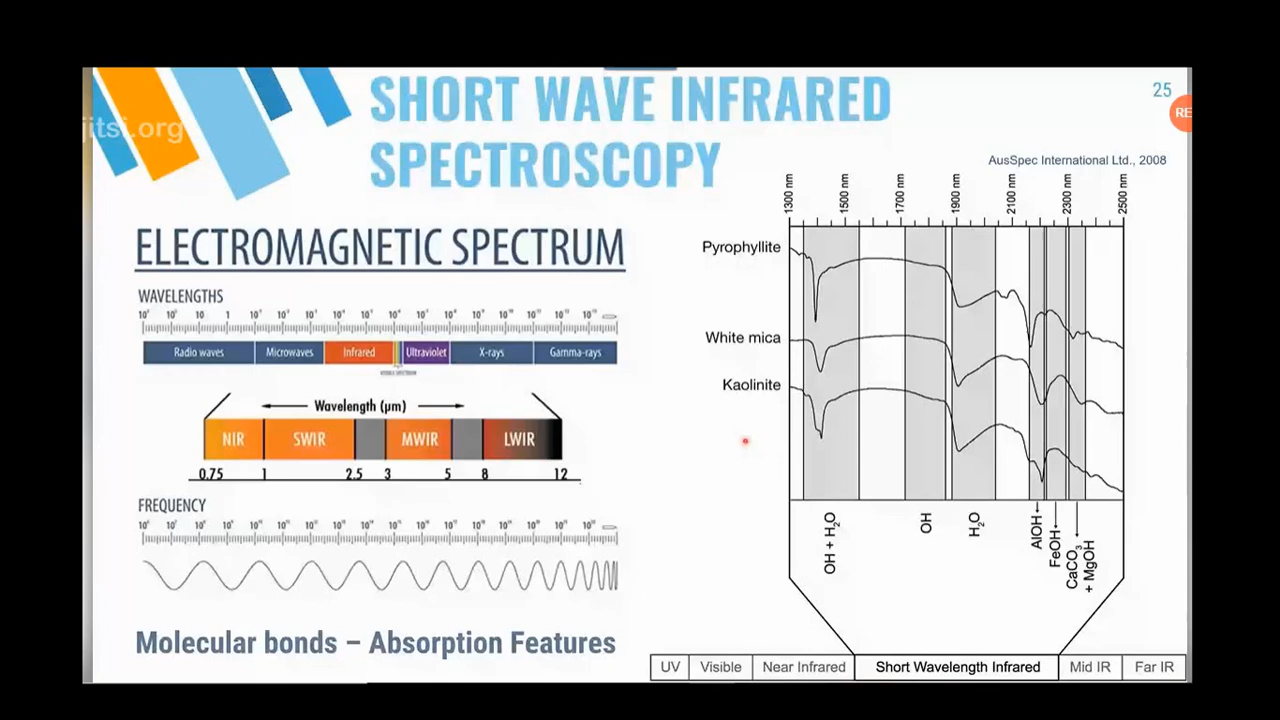 SHORT WAVE INFRARED
SPECTROSCOPY
25
RE
jitsi.org
AusSpec International Ltd., 2008
ELECTROMAGNETIC SPECTRUM
WAVELENGTHS
Radio waves Microwaves Infrared Ultraviolet X-rays Gamma-rays
VISIBLE SPECTRUM
Wavelength (µm)
NIR SWIR MWIR LWIR
0.75 1 2.5 3 5 8 12
FREQUENCY
Molecular bonds – Absorption Features
1300 nm 1500 nm 1700 nm 1900 nm 2100 nm 2300 nm 2500 nm
Pyrophyllite
White mica
Kaolinite
OH + H₂O
OH
H₂O
AlOH
FeOH
CaCO₃
+ MgOH
UV Visible Near Infrared Short Wavelength Infrared Mid IR Far IR